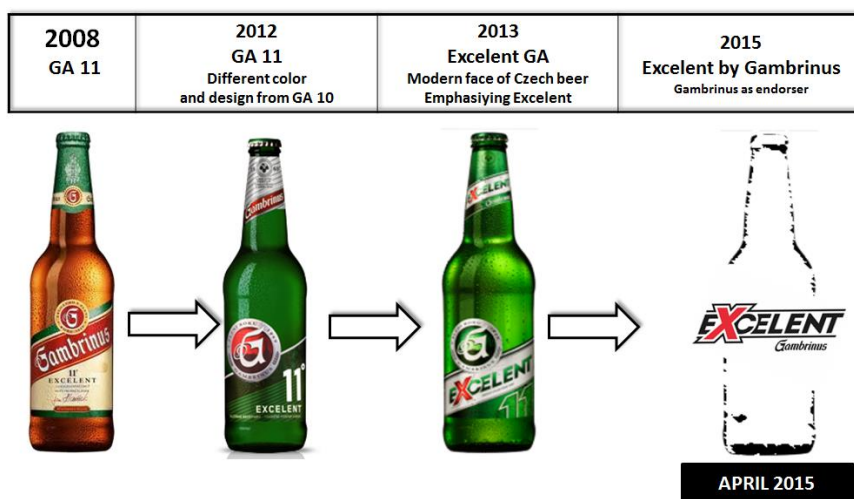 2008
GA 11
2012
GA 11
Different color
and design from GA 10
2013
Excelent GA
Modern face of Czech beer
Emphasiying Excelent
2015
Excelent by Gambrinus
Gambrinus as endorser
G
Gambrinus
11°
EXCELENT
Gambrinus
G
11°
EXCELENT
EXCELENT
Gambrinus
G
EXCELENT
11
EXCELENT
Gambrinus
APRIL 2015